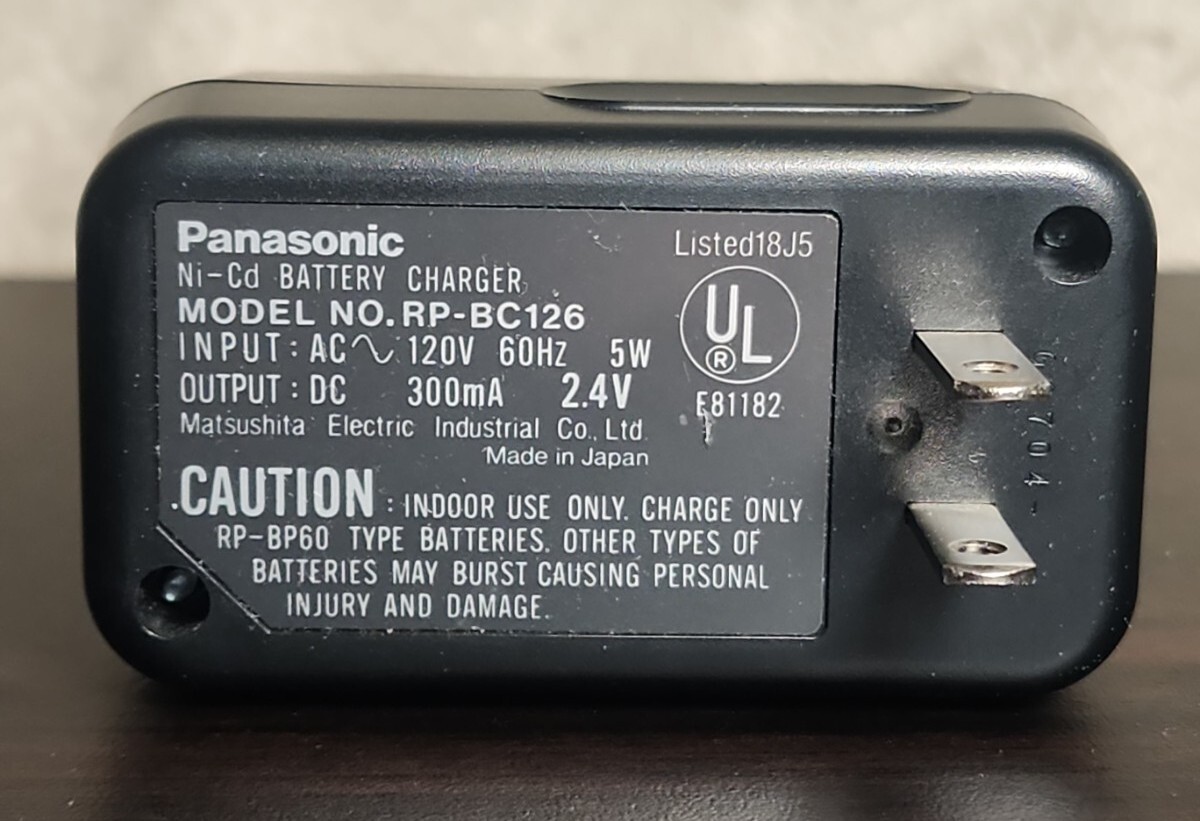 Panasonic
Listed18J5
Ni-Cd BATTERY CHARGER
MODEL NO.RP-BC126
INPUT: AC∿ 120V 60Hz 5W
UL
®
OUTPUT: DC 300mA 2.4V
E81182
Matsushita Electric Industrial Co., Ltd.
Made in Japan
CAUTION: INDOOR USE ONLY. CHARGE ONLY
RP-BP60 TYPE BATTERIES. OTHER TYPES OF
BATTERIES MAY BURST CAUSING PERSONAL
INJURY AND DAMAGE.